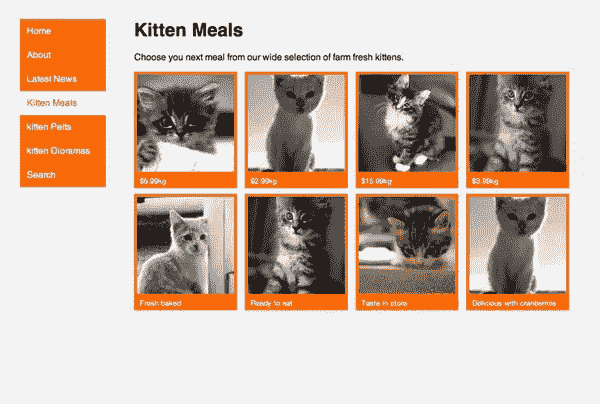 Home
About
Latest News
Kitten Meals
kitten Petts
kitten Dioramas
Search
Kitten Meals
Choose you next meal from our wide selection of farm fresh kittens.
$5.99kg
$2.99kg
$15.99kg
$3.99kg
Fresh baked
Ready to eat
Taste in store
Delicious with cranberries